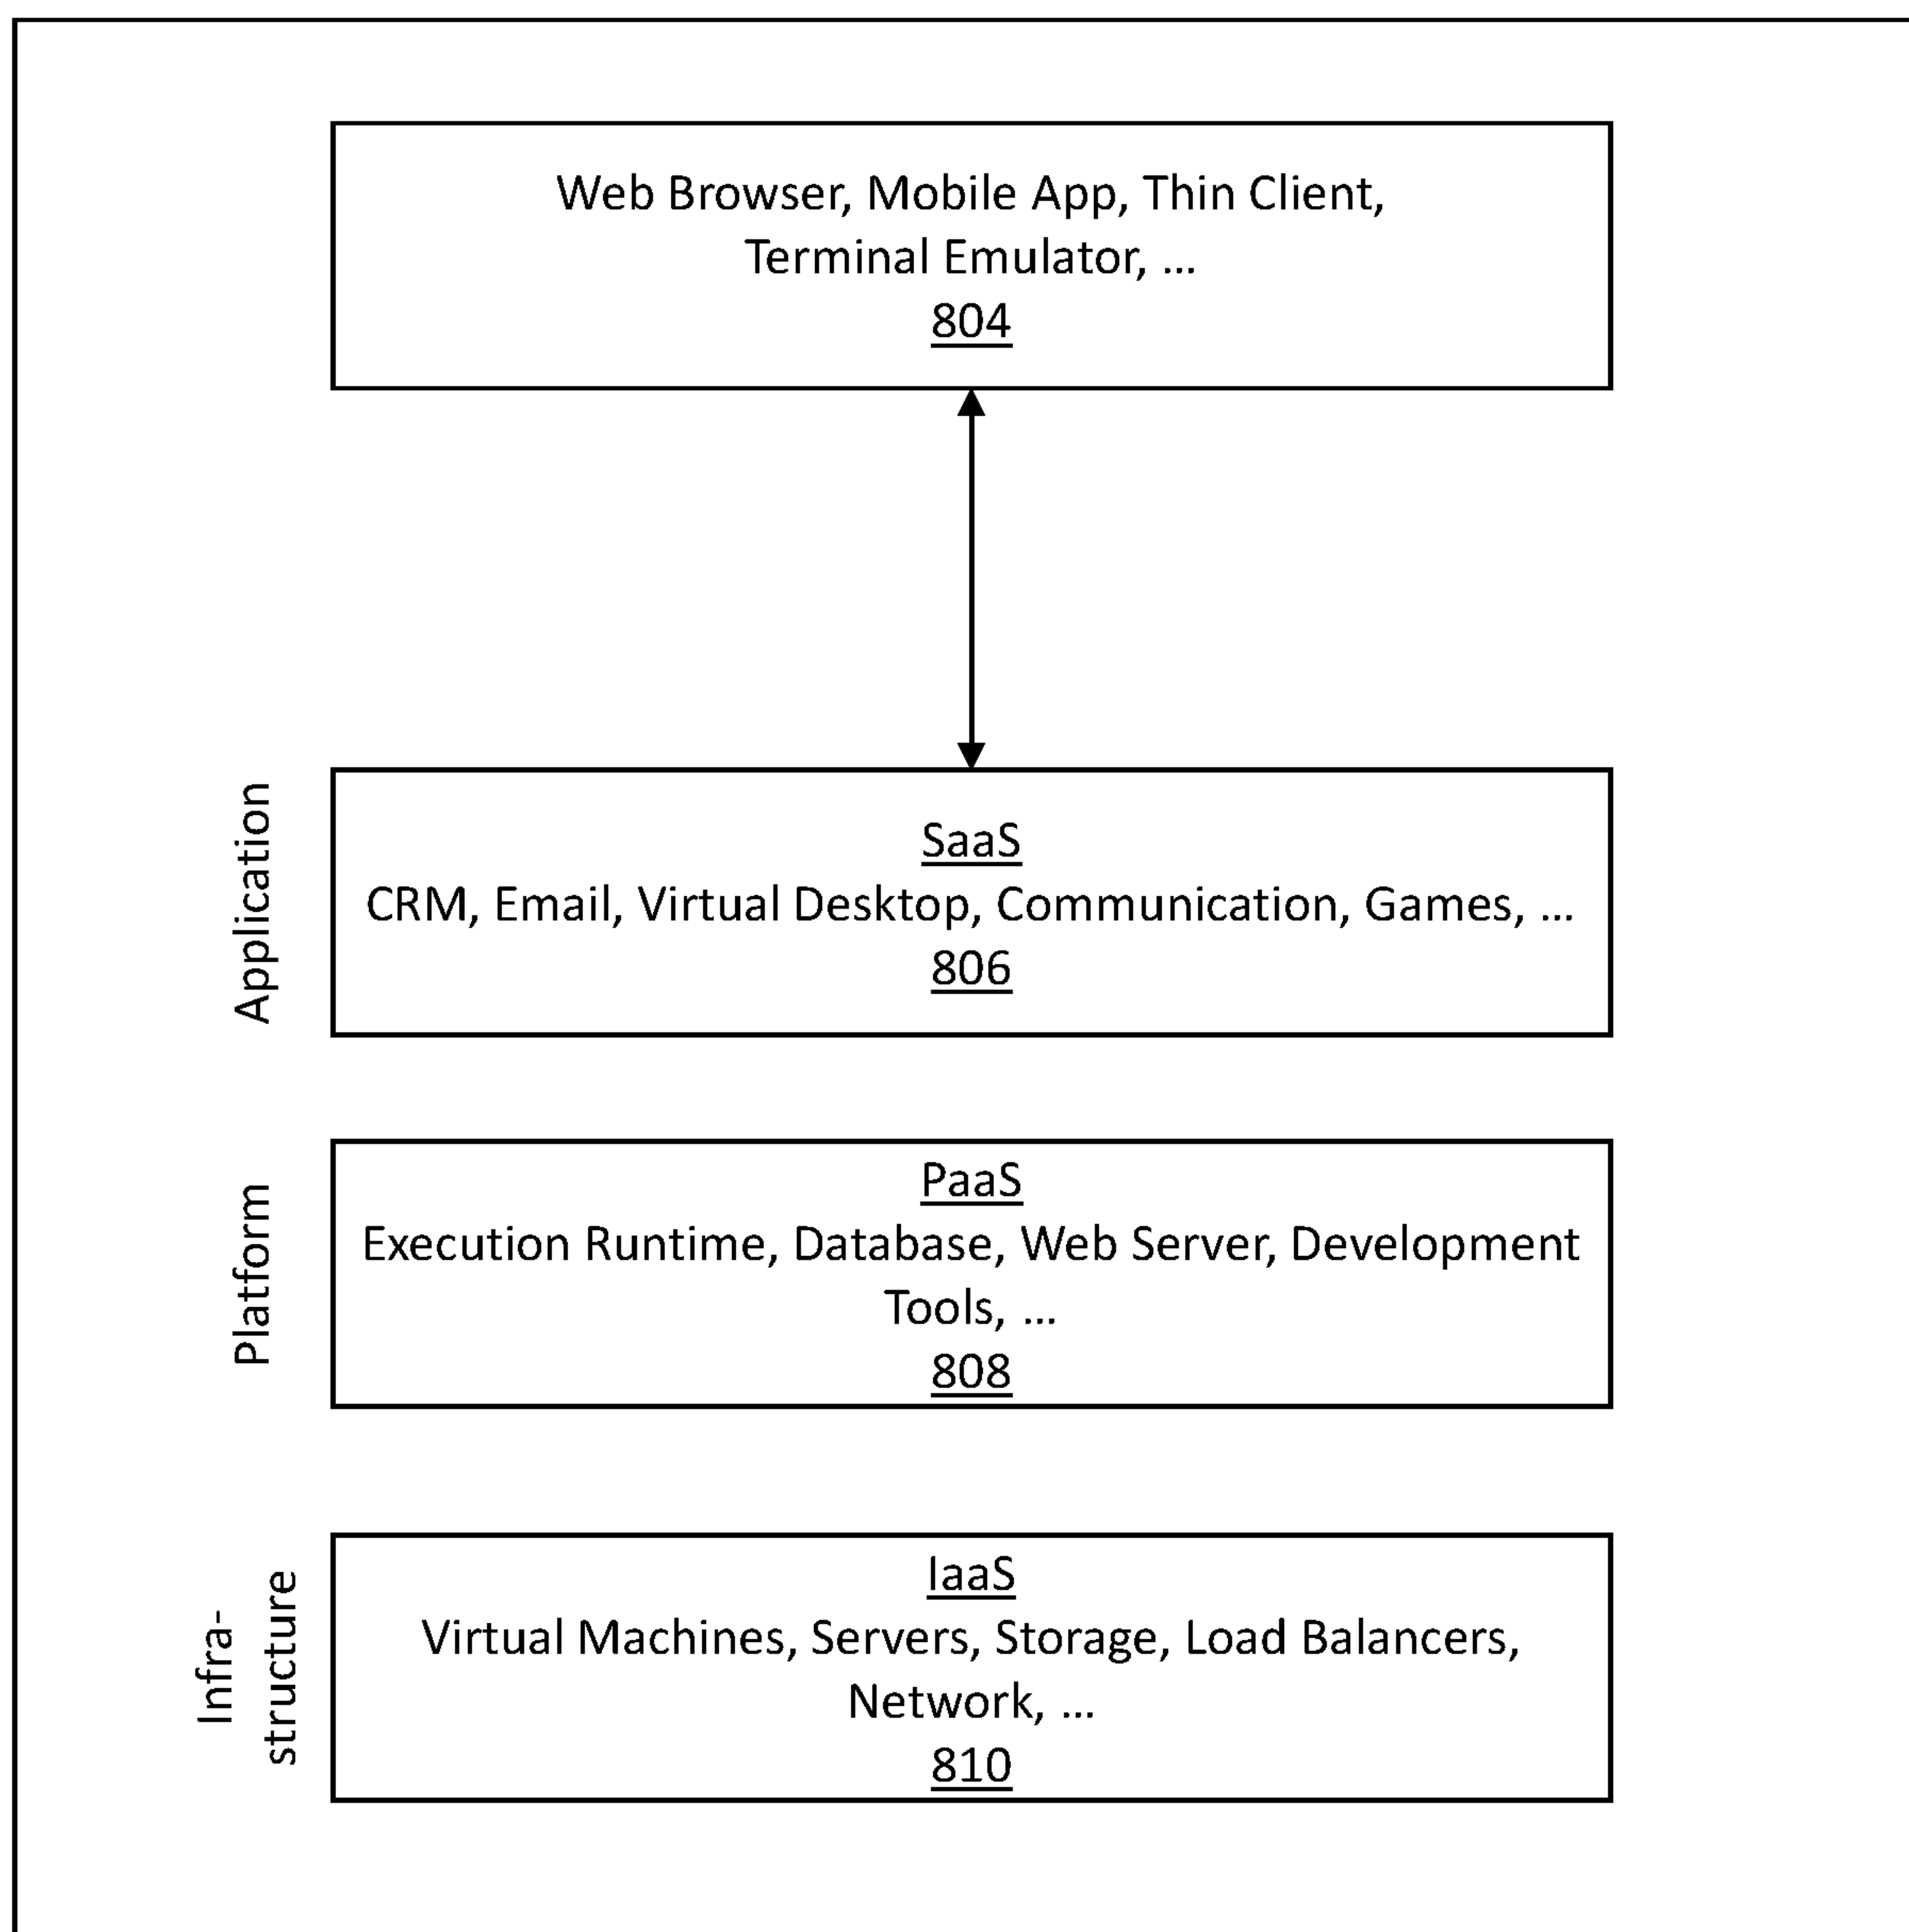 Web Browser, Mobile App, Thin Client,
Terminal Emulator, ...
804
Application
SaaS
CRM, Email, Virtual Desktop, Communication, Games, ...
806
Platform
PaaS
Execution Runtime, Database, Web Server, Development
Tools, ...
808
Infra-
structure
IaaS
Virtual Machines, Servers, Storage, Load Balancers,
Network, ...
810